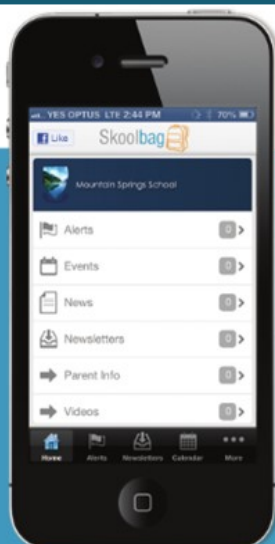 YES OPTUS LTE 2:44 PM 70%
Like Skoolbag
Mountain Springs School
Alerts 0
Events 0
News 0
Newsletters 0
Parent Info 0
Videos 0
Home Alerts Newsletters Calendar More